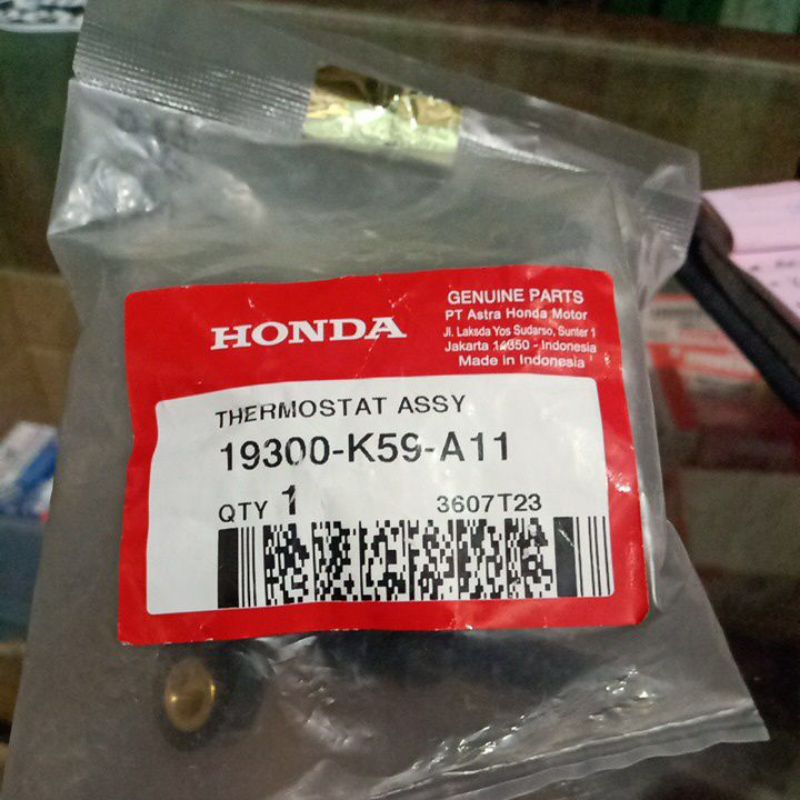 HONDA
GENUINE PARTS
PT Astra Honda Motor
Jl. Laksda Yos Sudarso, Sunter 1
Jakarta 14350 - Indonesia
Made in Indonesia
THERMOSTAT ASSY
19300-K59-A11
QTY 1
3607T23